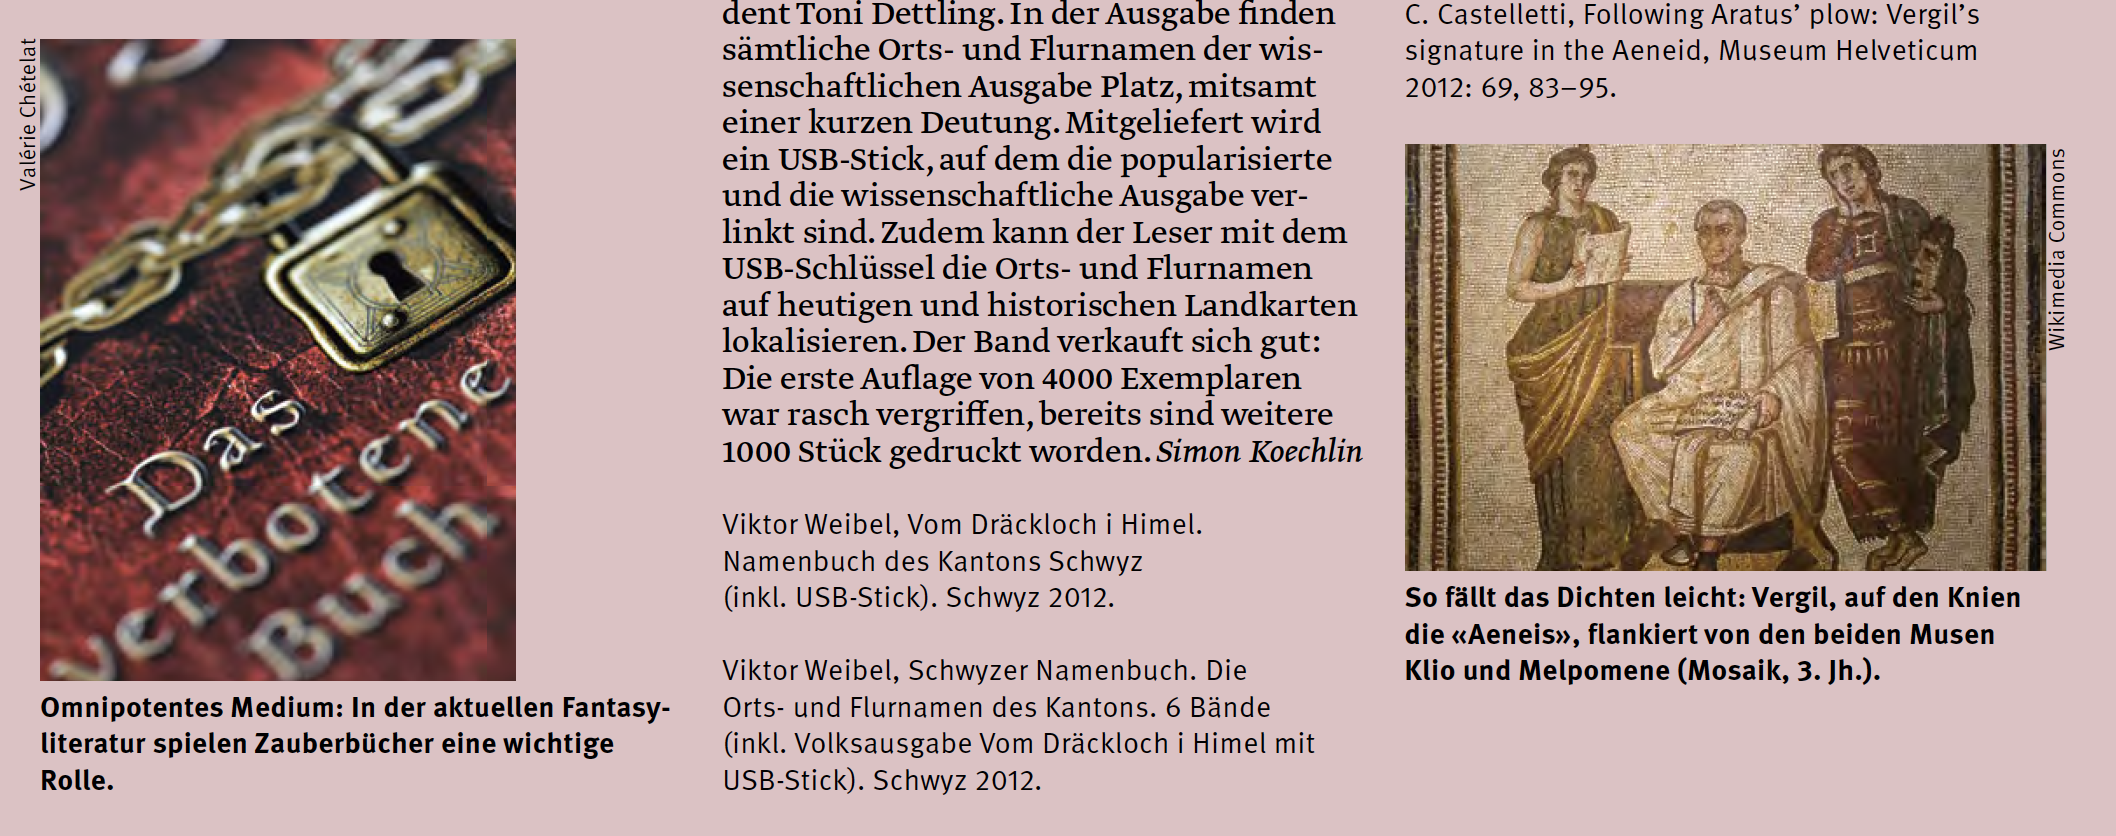 Valérie Chételat
Das
verbotene
Buch
Omnipotentes Medium: In der aktuellen Fantasy-
literatur spielen Zauberbücher eine wichtige
Rolle.
dent Toni Dettling. In der Ausgabe finden
sämtliche Orts- und Flurnamen der wis-
senschaftlichen Ausgabe Platz, mitsamt
einer kurzen Deutung. Mitgeliefert wird
ein USB-Stick, auf dem die popularisierte
und die wissenschaftliche Ausgabe ver-
linkt sind. Zudem kann der Leser mit dem
USB-Schlüssel die Orts- und Flurnamen
auf heutigen und historischen Landkarten
lokalisieren. Der Band verkauft sich gut:
Die erste Auflage von 4000 Exemplaren
war rasch vergriffen, bereits sind weitere
1000 Stück gedruckt worden. Simon Koechlin
Viktor Weibel, Vom Dräckloch i Himel.
Namenbuch des Kantons Schwyz
(inkl. USB-Stick). Schwyz 2012.
Viktor Weibel, Schwyzer Namenbuch. Die
Orts- und Flurnamen des Kantons. 6 Bände
(inkl. Volksausgabe Vom Dräckloch i Himel mit
USB-Stick). Schwyz 2012.
C. Castelletti, Following Aratus’ plow: Vergil’s
signature in the Aeneid, Museum Helveticum
2012: 69, 83–95.
Wikimedia Commons
So fällt das Dichten leicht: Vergil, auf den Knien
die «Aeneis», flankiert von den beiden Musen
Klio und Melpomene (Mosaik, 3. Jh.).